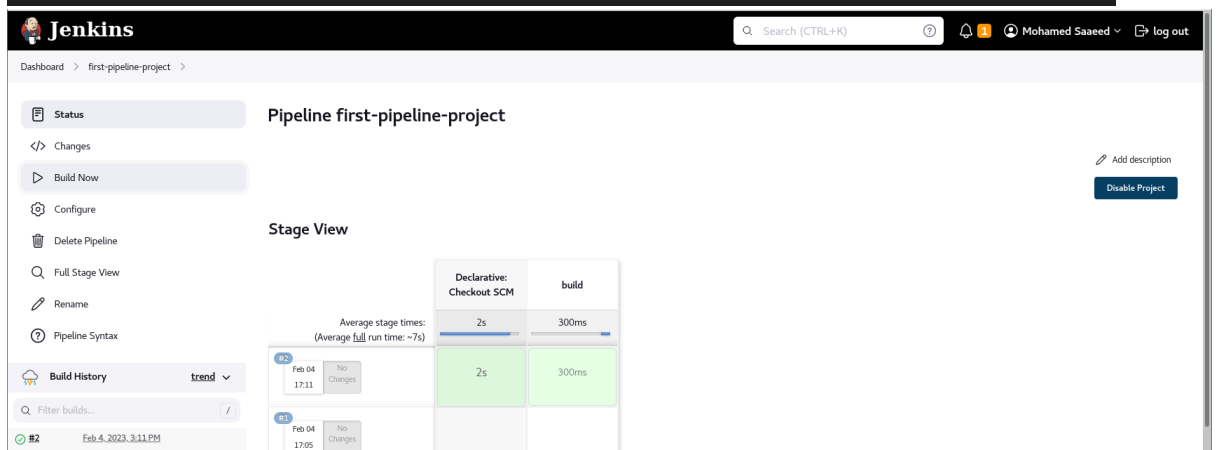 Jenkins
Search (CTRL+K)
?
1
Mohamed Saaeed
log out
Dashboard > first-pipeline-project >
Status
Changes
Build Now
Configure
Delete Pipeline
Full Stage View
Rename
Pipeline Syntax
Build History
trend
Filter builds...
/
#2 Feb 4, 2023, 3:11 PM
Pipeline first-pipeline-project
Add description
Disable Project
Stage View
Declarative:
Checkout SCM
build
Average stage times:
(Average full run time: ~7s)
2s
300ms
#2
Feb 04
17:11
No
Changes
2s
300ms
#1
Feb 04
17:05
No
Changes